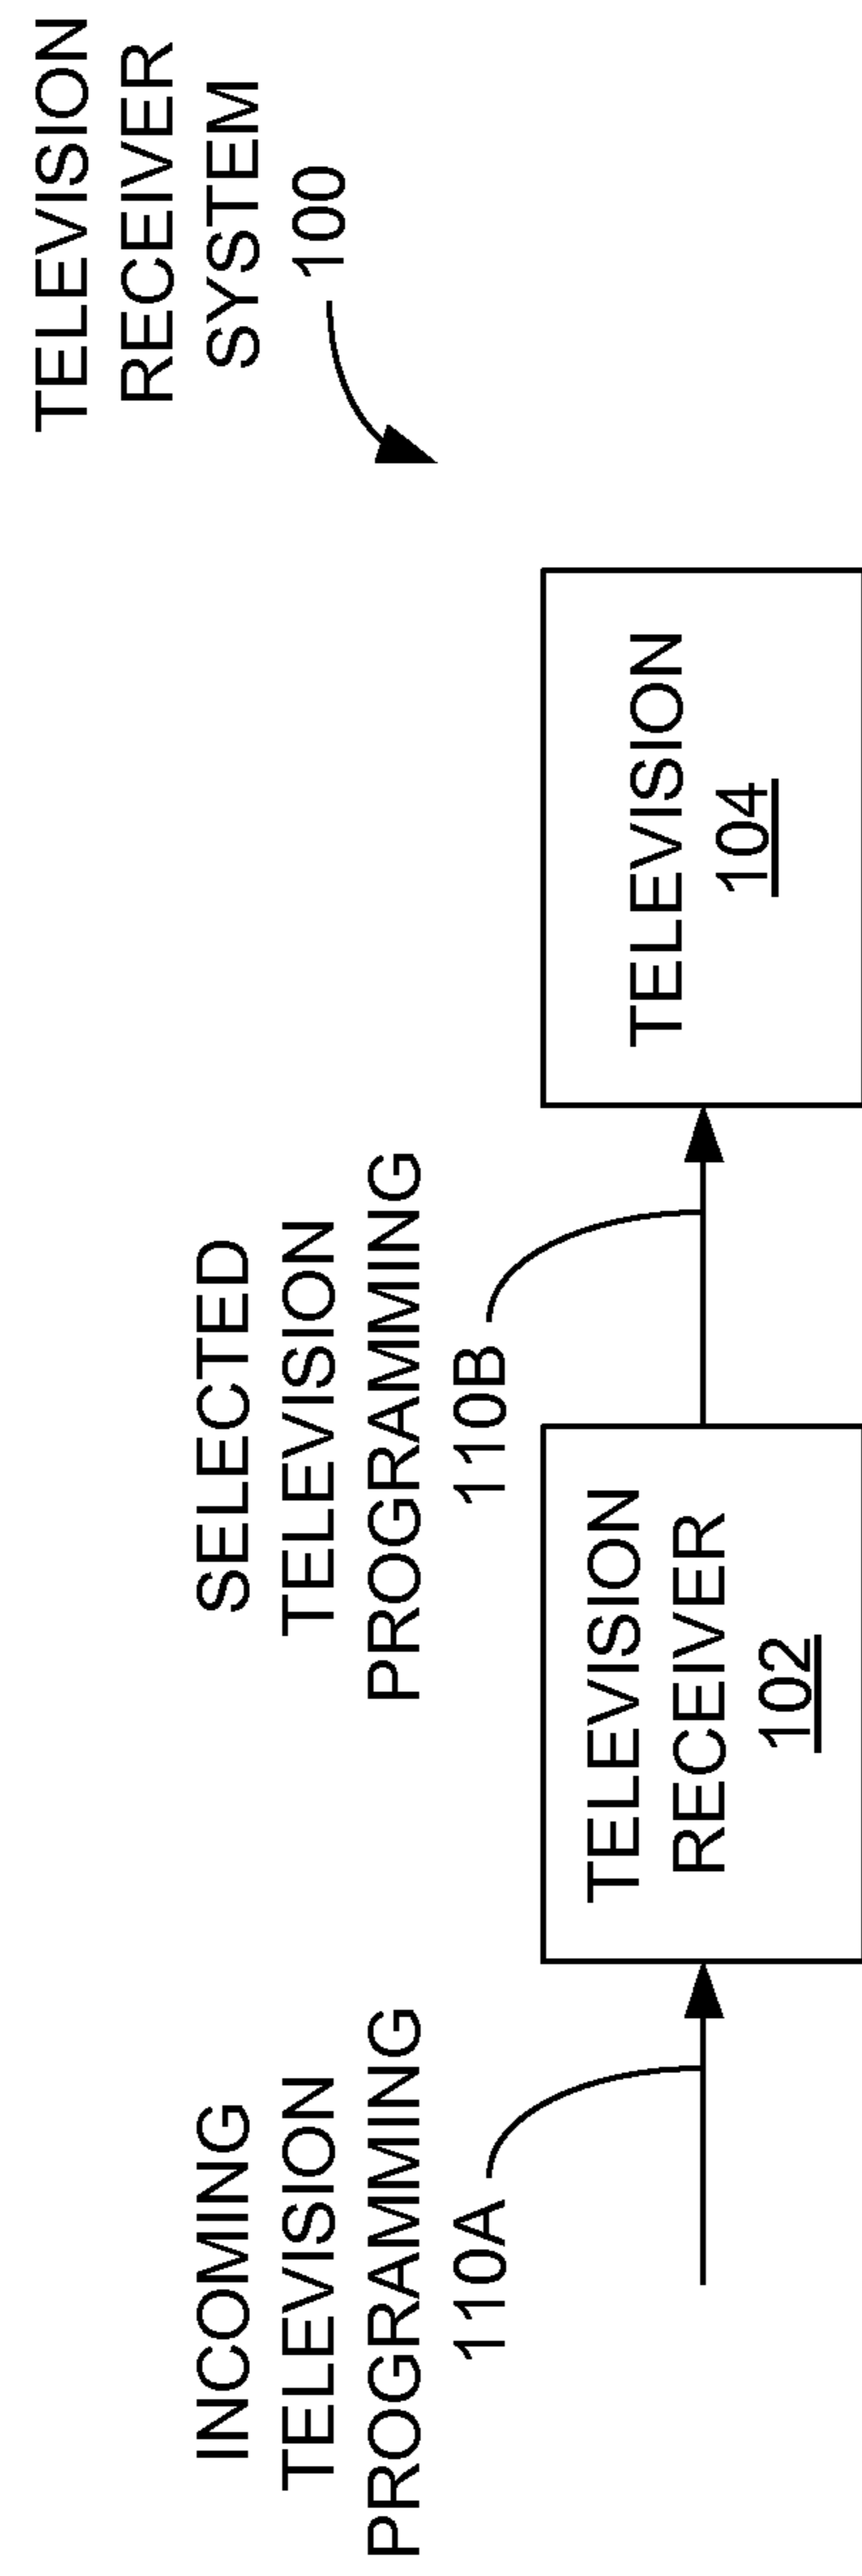 TELEVISION
RECEIVER
SYSTEM
100
INCOMING
TELEVISION
PROGRAMMING
110A
SELECTED
TELEVISION
PROGRAMMING
110B
TELEVISION
RECEIVER
102
TELEVISION
104